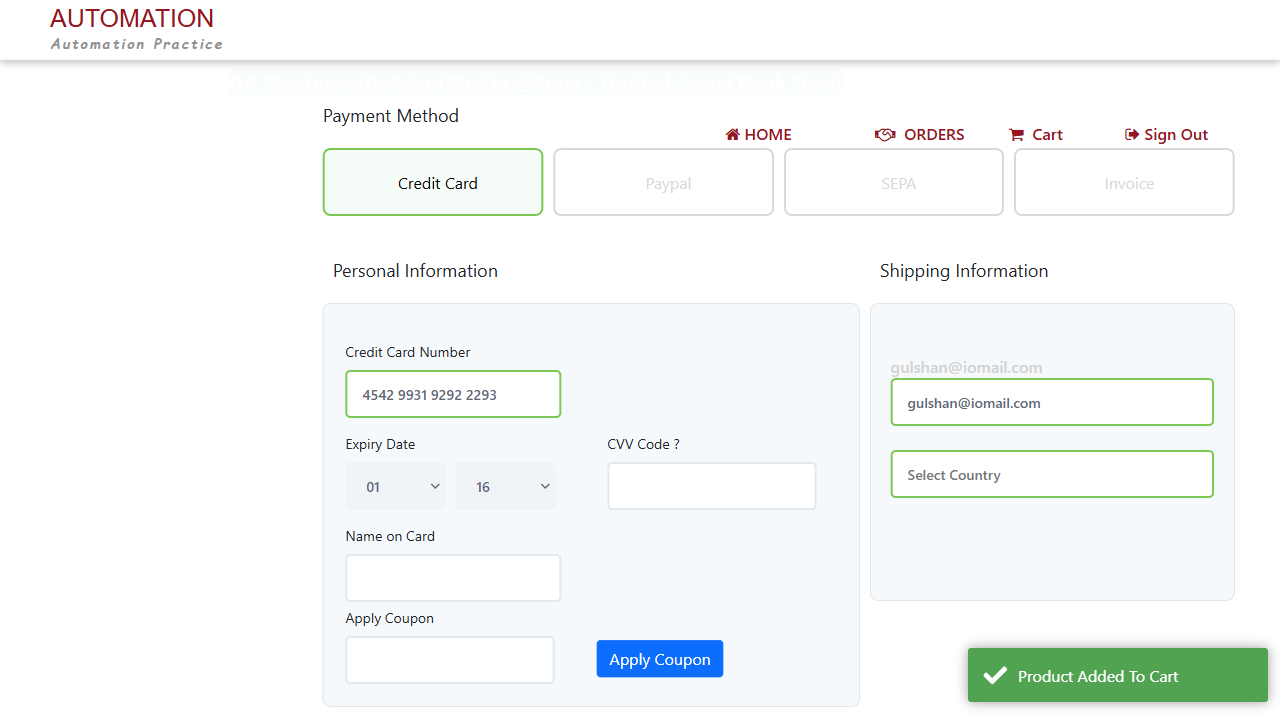 AUTOMATION
Automation Practice
Payment Method
HOME
ORDERS
Cart
Sign Out
Credit Card
Paypal
SEPA
Invoice
Personal Information
Shipping Information
Credit Card Number
4542 9931 9292 2293
gulshan@iomail.com
gulshan@iomail.com
Expiry Date
CVV Code ?
01
16
Select Country
Name on Card
Apply Coupon
Apply Coupon
Product Added To Cart